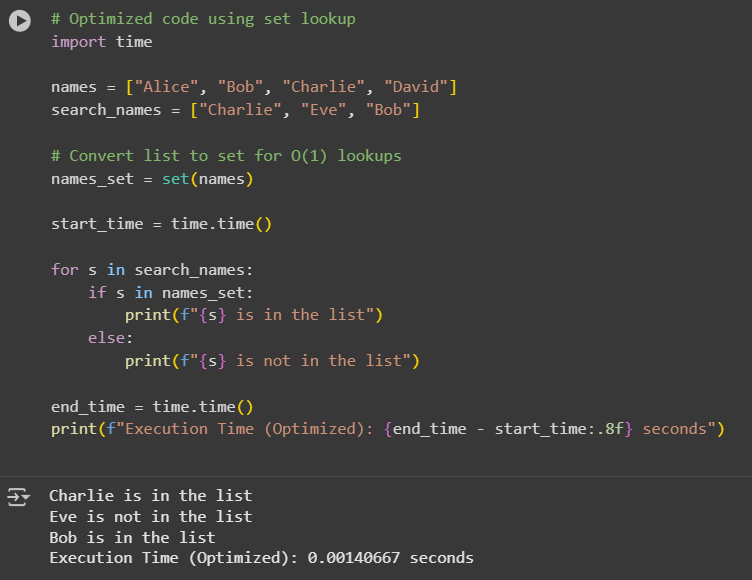 # Optimized code using set lookup
import time
names = ["Alice", "Bob", "Charlie", "David"]
search_names = ["Charlie", "Eve", "Bob"]
# Convert list to set for O(1) lookups
names_set = set(names)
start_time = time.time()
for s in search_names:
    if s in names_set:
        print(f"{s} is in the list")
    else:
        print(f"{s} is not in the list")
end_time = time.time()
print(f"Execution Time (Optimized): {end_time - start_time:.8f} seconds")
Charlie is in the list
Eve is not in the list
Bob is in the list
Execution Time (Optimized): 0.00140667 seconds